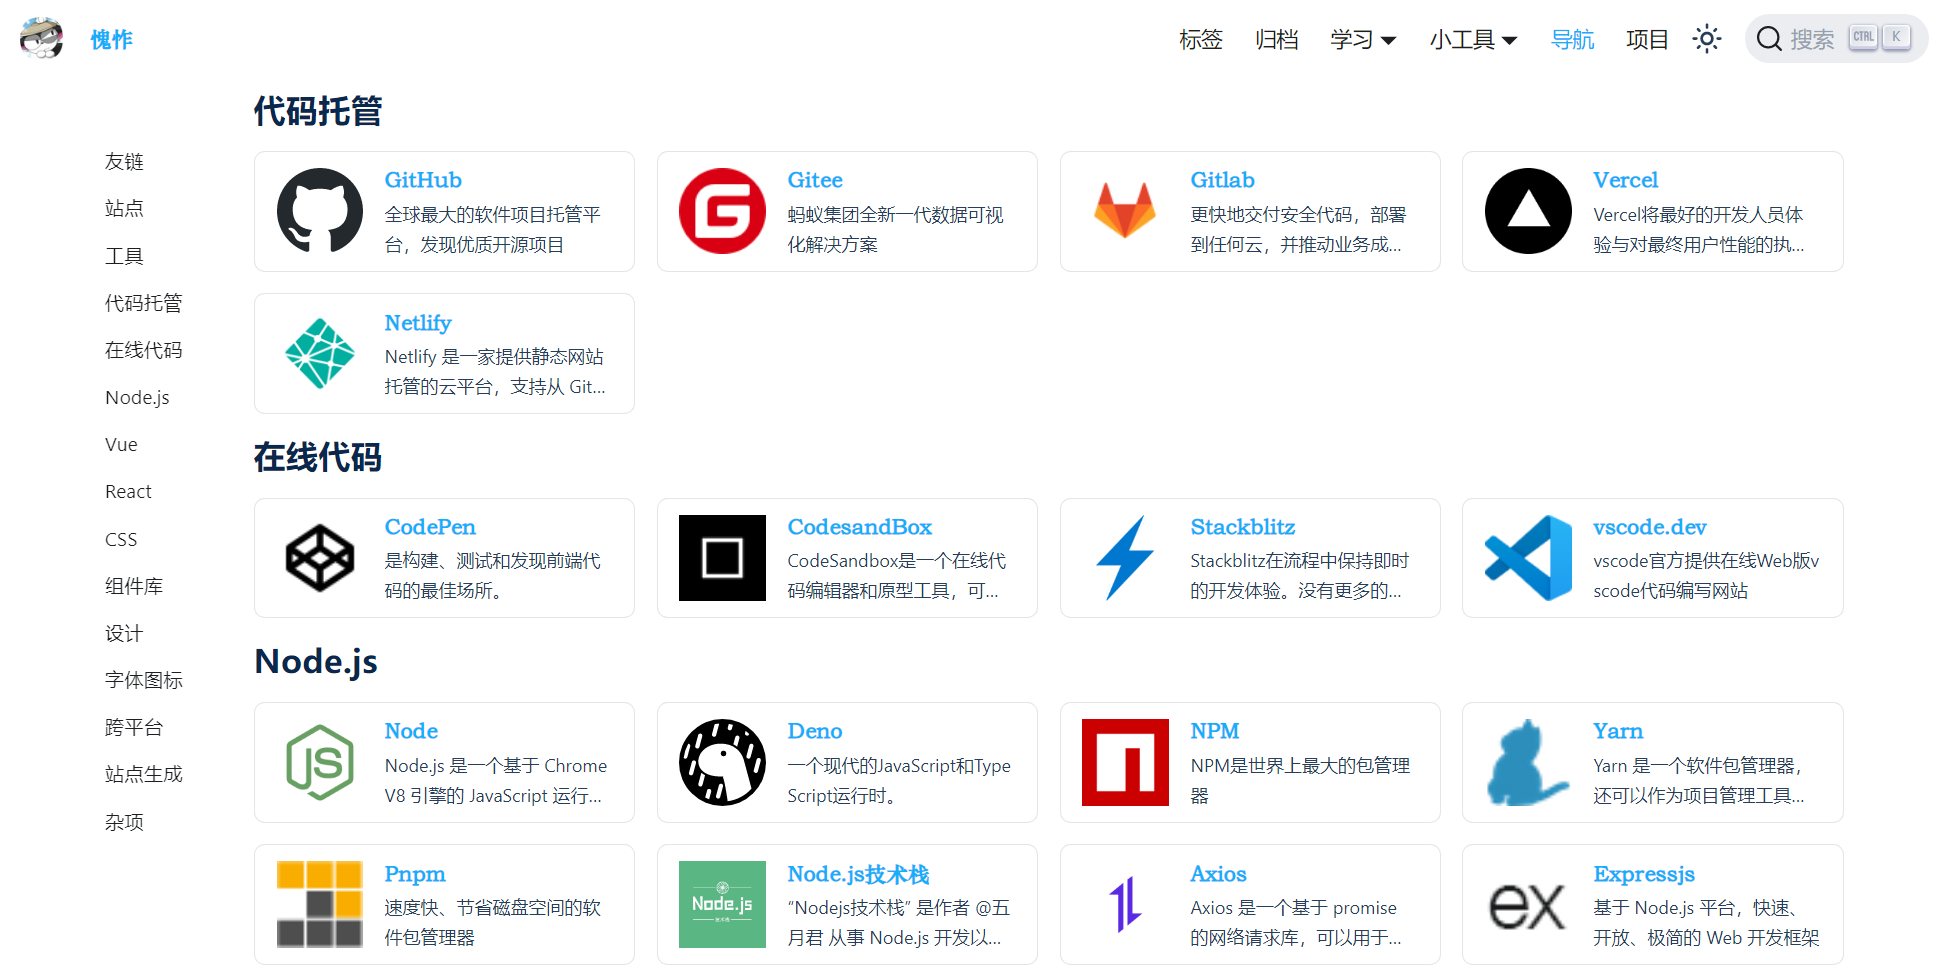 愧怍
标签
归档
学习
小工具
导航
项目
搜索
CTRL
K
友链
站点
工具
代码托管
在线代码
Node.js
Vue
React
CSS
组件库
设计
字体图标
跨平台
站点生成
杂项
代码托管
GitHub
全球最大的软件项目托管平
台，发现优质开源项目
Gitee
蚂蚁集团全新一代数据可视
化解决方案
Gitlab
更快地交付安全代码，部署
到任何云，并推动业务成...
Vercel
Vercel将最好的开发人员体
验与对最终用户性能的执...
Netlify
Netlify 是一家提供静态网站
托管的云平台，支持从 Git...
在线代码
CodePen
是构建、测试和发现前端代
码的最佳场所。
CodesandBox
CodeSandbox是一个在线代
码编辑器和原型工具，可...
Stackblitz
Stackblitz在流程中保持即时
的开发体验。没有更多的...
vscode.dev
vscode官方提供在线Web版v
scode代码编写网站
Node.js
JS
Node
Node.js 是一个基于 Chrome
V8 引擎的 JavaScript 运行...
Deno
一个现代的JavaScript和Type
Script运行时。
NPM
NPM是世界上最大的包管理
器
Yarn
Yarn 是一个软件包管理器，
还可以作为项目管理工具...
Pnpm
速度快、节省磁盘空间的软
件包管理器
Node.js
技术栈
Node.js技术栈
“Nodejs技术栈” 是作者 @五
月君 从事 Node.js 开发以...
Axios
Axios 是一个基于 promise
的网络请求库，可以用于...
ex
Expressjs
基于 Node.js 平台，快速、
开放、极简的 Web 开发框架